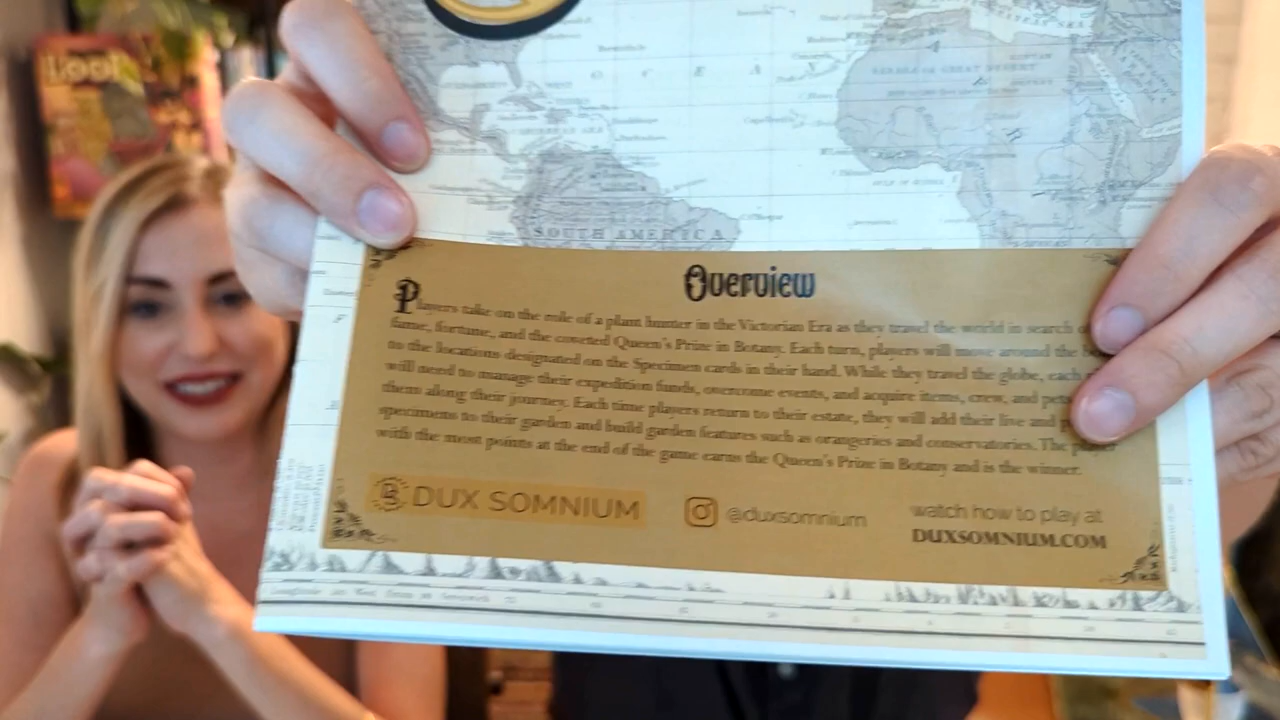 Look
SOUTH AMERICA
Overview
Players take on the role of a plant hunter in the Victorian Era as they travel the world in search
fame, fortune, and the coveted Queen's Prize in Botany. Each turn, players will move around the
to the locations designated on the Specimen cards in their hand. While they travel the globe, each
will need to manage their expedition funds, overcome events, and acquire items, crew, and
them along their journey. Each time players return to their estate, they will add their live and
specimens to their garden and build garden features such as orangeries and conservatories. The player
with the most points at the end of the game earns the Queen's Prize in Botany and is the winner.
DUX SOMNIUM
@duxsomnium
watch how to play at
DUXSOMNIUM.COM